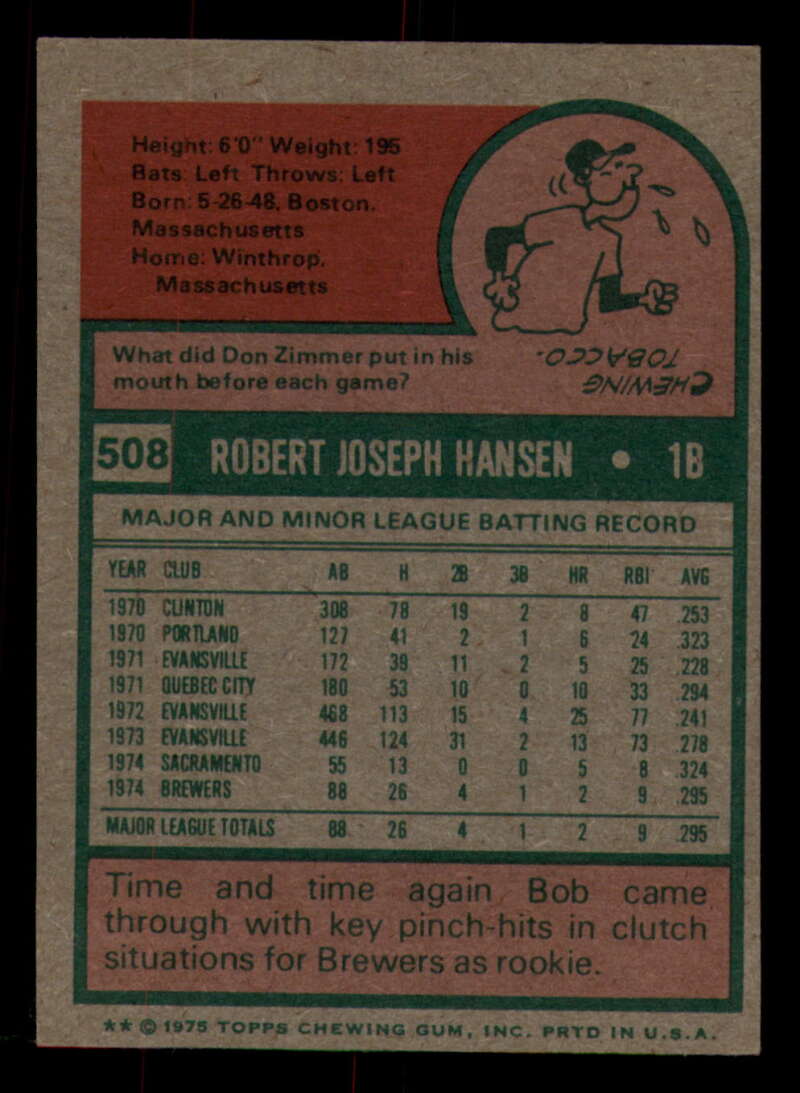 Height: 6'0" Weight: 195
Bats: Left Throws: Left
Born: 5-26-48, Boston,
Massachusetts
Home: Winthrop,
Massachusetts
What did Don Zimmer put in his
mouth before each game?
CHEWING
TOBACCO.
508 ROBERT JOSEPH HANSEN • 1B
MAJOR AND MINOR LEAGUE BATTING RECORD
YEAR CLUB AB H 2B 3B HR RBI AVG
1970 CLINTON 308 78 19 2 8 47 .253
1970 PORTLAND 127 41 2 1 6 24 .323
1971 EVANSVILLE 172 39 11 2 5 25 .228
1971 QUEBEC CITY 180 53 10 0 10 33 .294
1972 EVANSVILLE 468 113 15 4 25 77 .241
1973 EVANSVILLE 446 124 31 2 13 73 .278
1974 SACRAMENTO 55 13 0 0 5 8 .324
1974 BREWERS 88 26 4 1 2 9 .295
MAJOR LEAGUE TOTALS 88 26 4 1 2 9 .295
Time and time again Bob came
through with key pinch-hits in clutch
situations for Brewers as rookie.
** © 1975 TOPPS CHEWING GUM, INC. PRTD IN U.S.A.